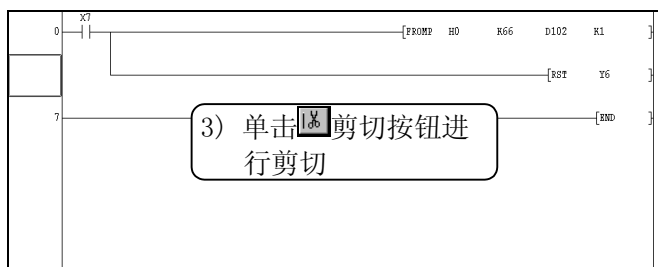 X7
0 [FROMP H0 K66 D102 K1 ]
[RST Y6 ]
7 [END ]
3) 单击剪切按钮进
行剪切